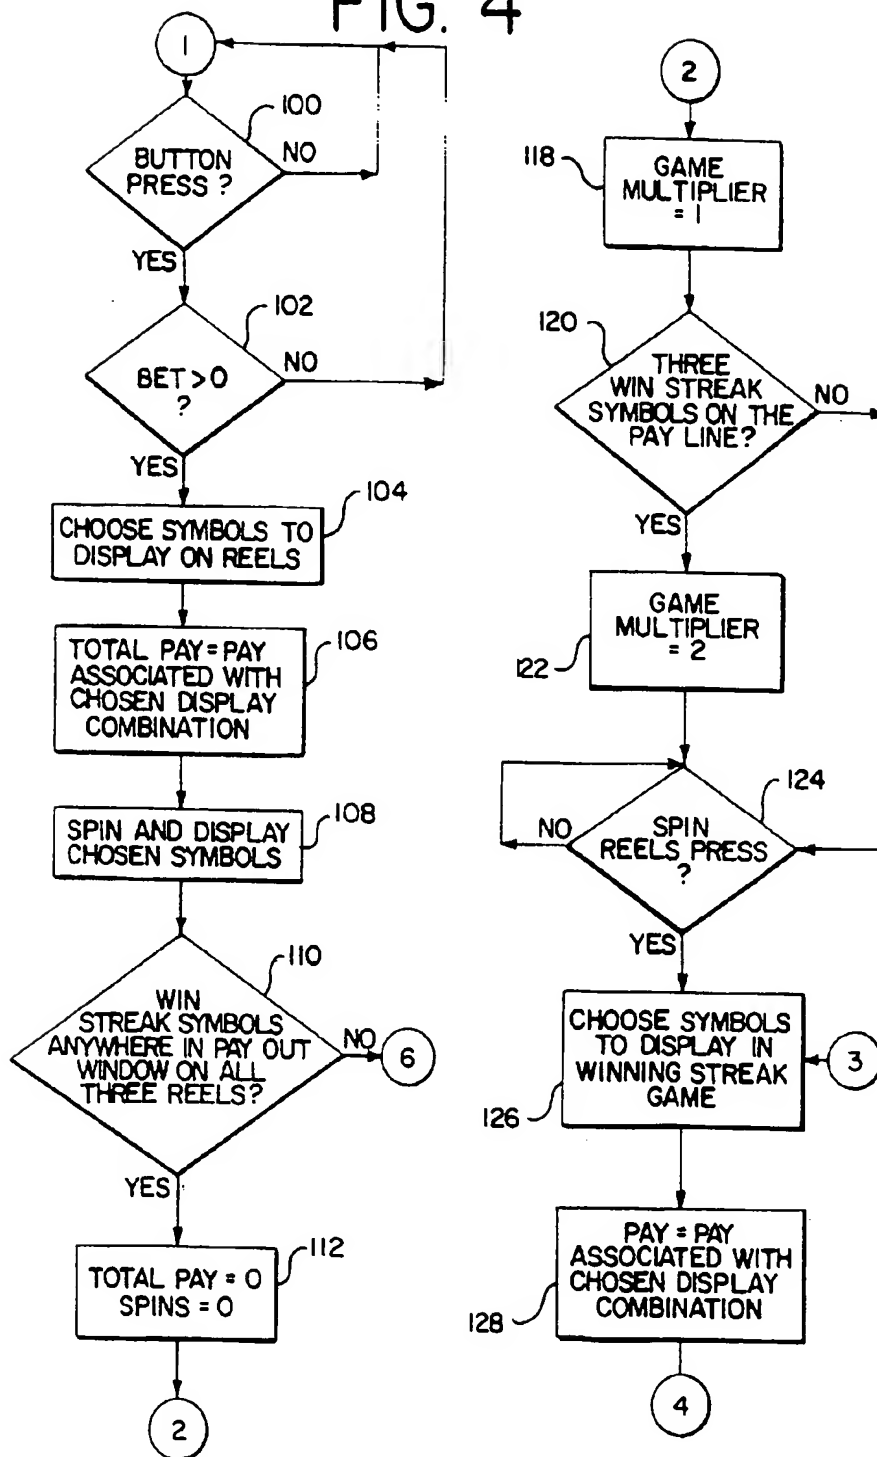 FIG. 4
1
100
BUTTON
PRESS ?
NO
YES
102
BET > 0
?
NO
YES
104
CHOOSE SYMBOLS TO
DISPLAY ON REELS
106
TOTAL PAY = PAY
ASSOCIATED WITH
CHOSEN DISPLAY
COMBINATION
108
SPIN AND DISPLAY
CHOSEN SYMBOLS
110
WIN
STREAK SYMBOLS
ANYWHERE IN PAY OUT
WINDOW ON ALL
THREE REELS?
NO
6
YES
112
TOTAL PAY = 0
SPINS = 0
2
2
118
GAME
MULTIPLIER
= 1
120
THREE
WIN STREAK
SYMBOLS ON THE
PAY LINE?
NO
YES
122
GAME
MULTIPLIER
= 2
124
SPIN
REELS PRESS
?
NO
YES
126
CHOOSE SYMBOLS
TO DISPLAY IN
WINNING STREAK
GAME
3
128
PAY = PAY
ASSOCIATED WITH
CHOSEN DISPLAY
COMBINATION
4